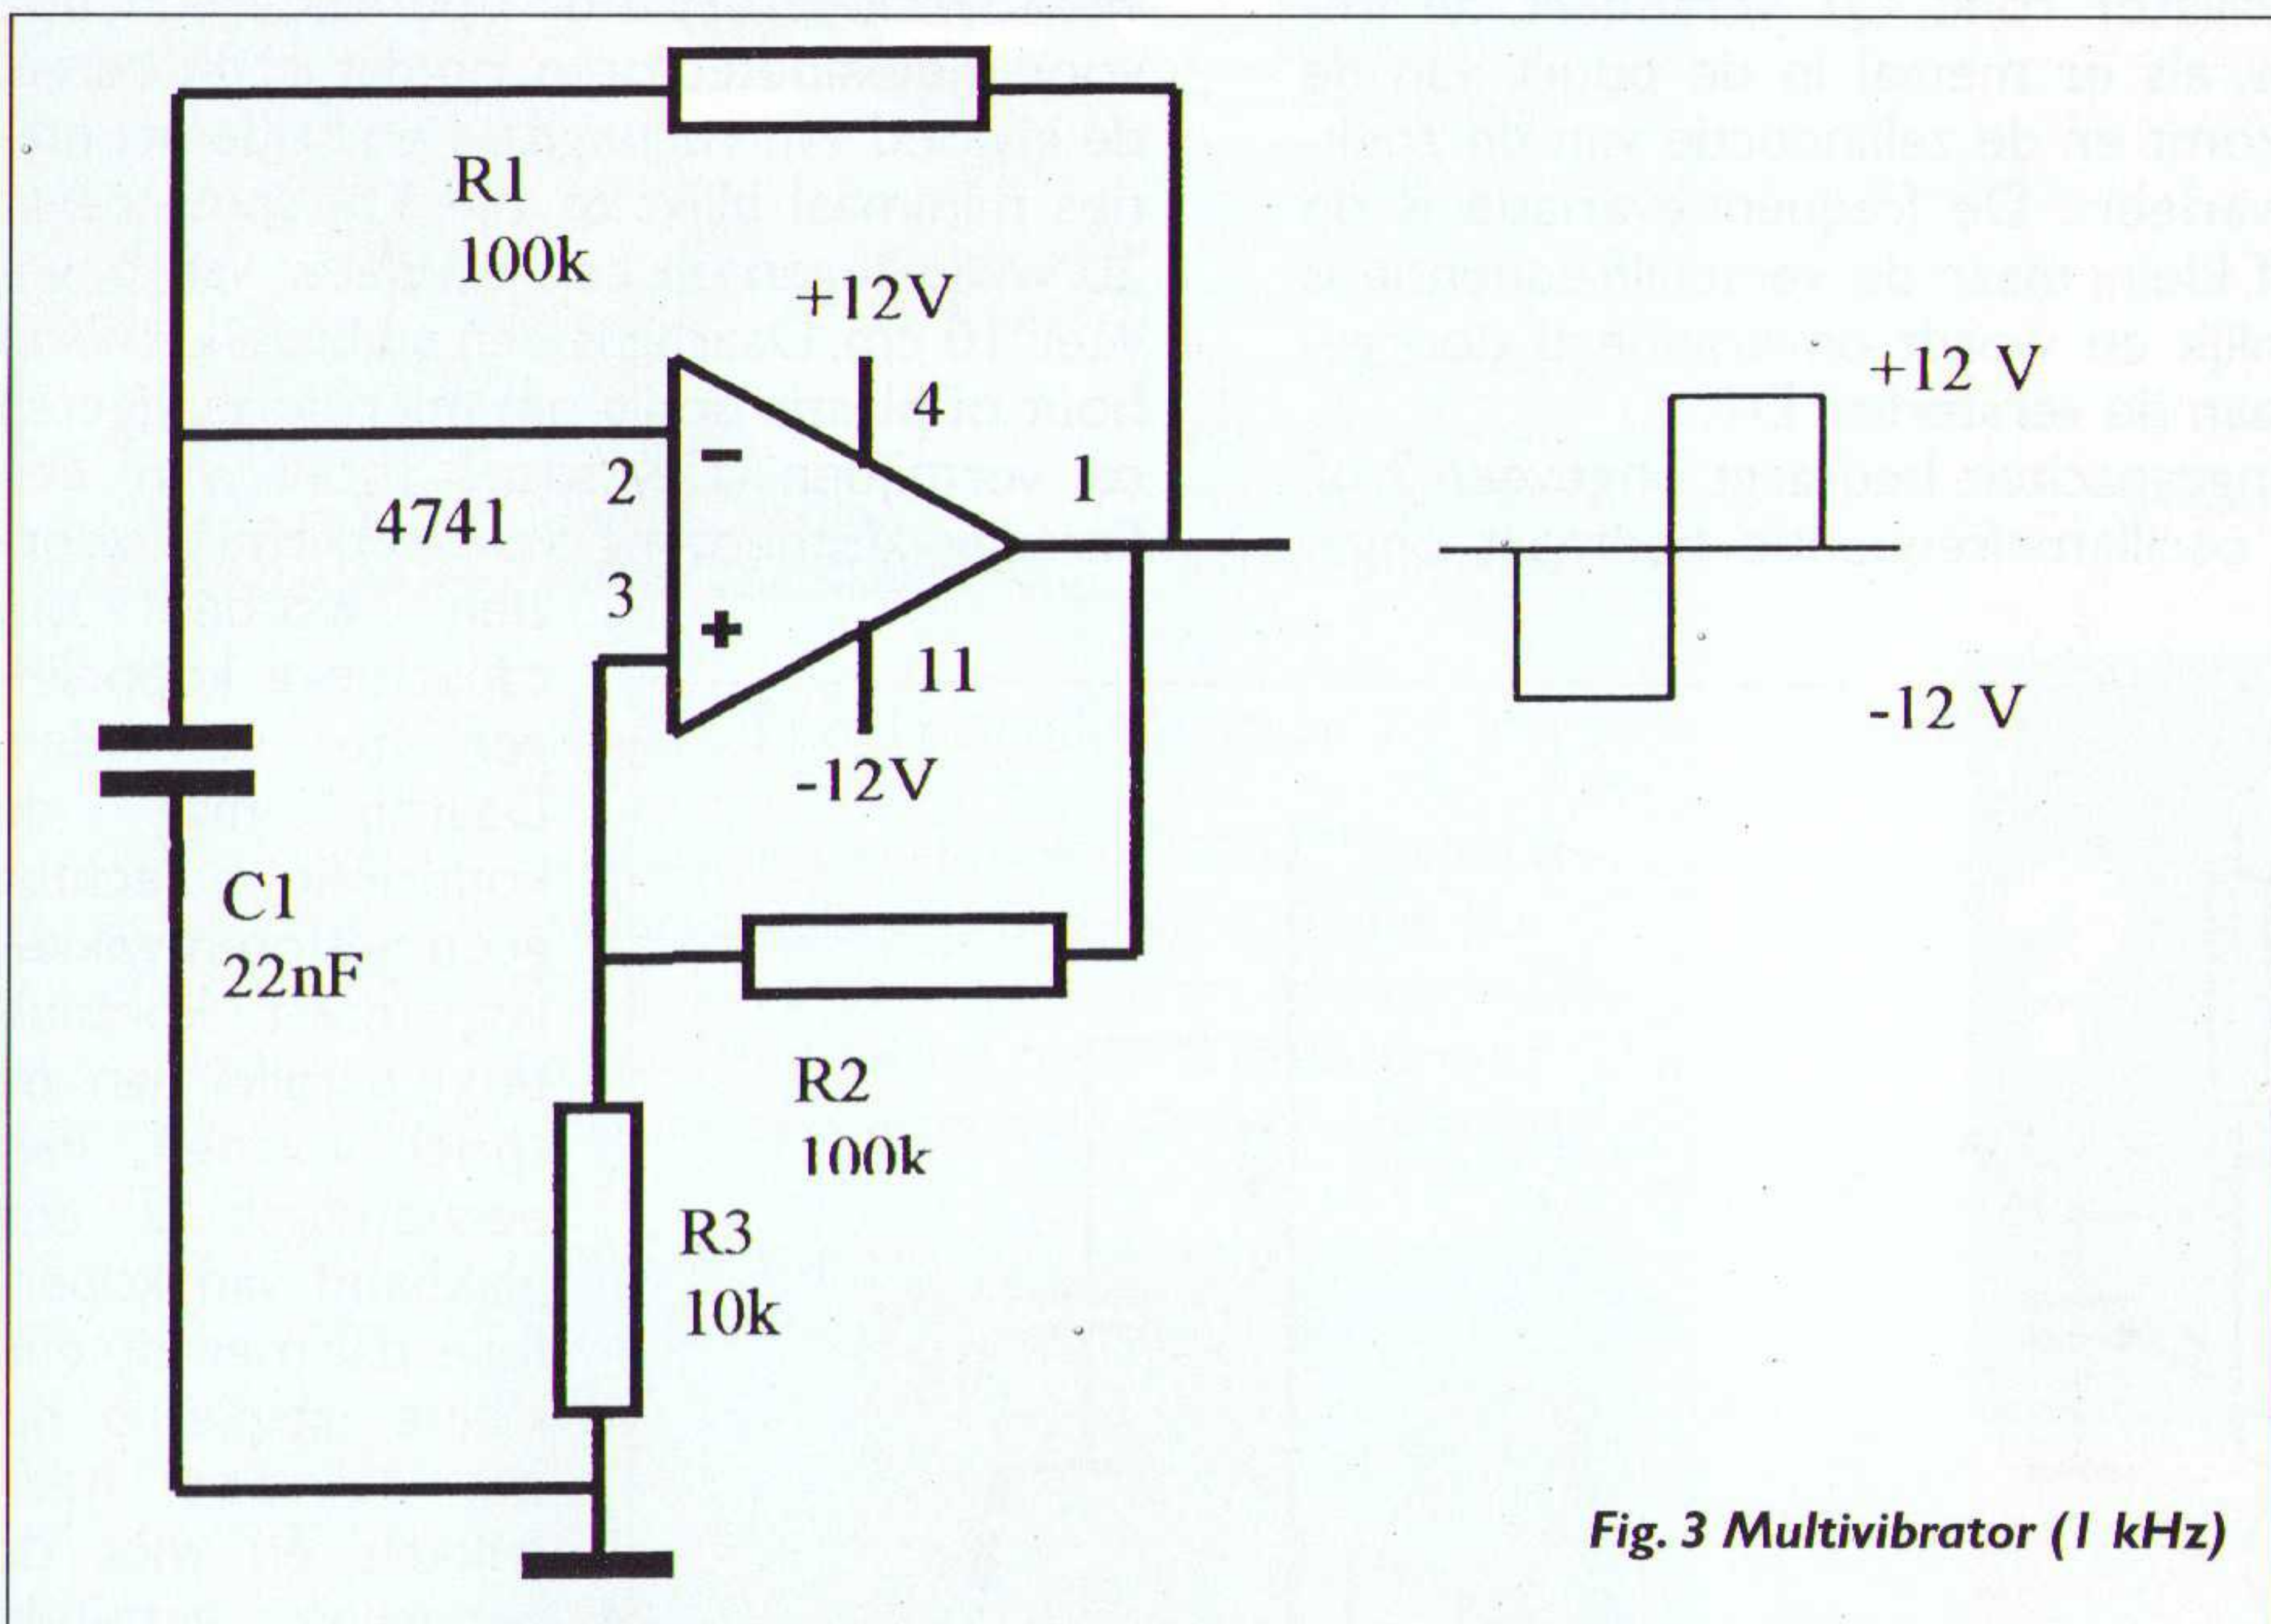 R1
100k
+12V
4
-
2
1
4741
3
+
11
-12V
+12 V
-12 V
C1
22nF
R2
100k
R3
10k
Fig. 3 Multivibrator (1 kHz)